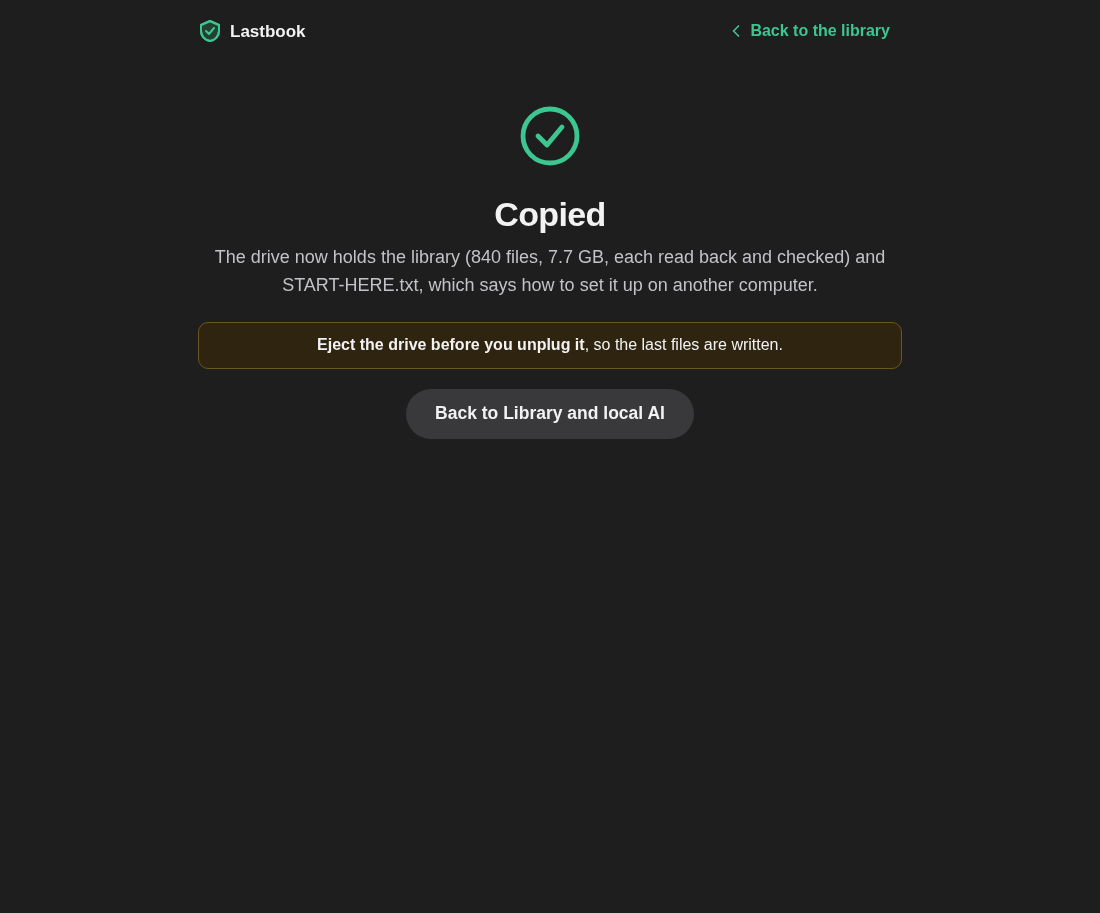 Lastbook
Back to the library
Copied
The drive now holds the library (840 files, 7.7 GB, each read back and checked) and
START-HERE.txt, which says how to set it up on another computer.
Eject the drive before you unplug it, so the last files are written.
Back to Library and local AI